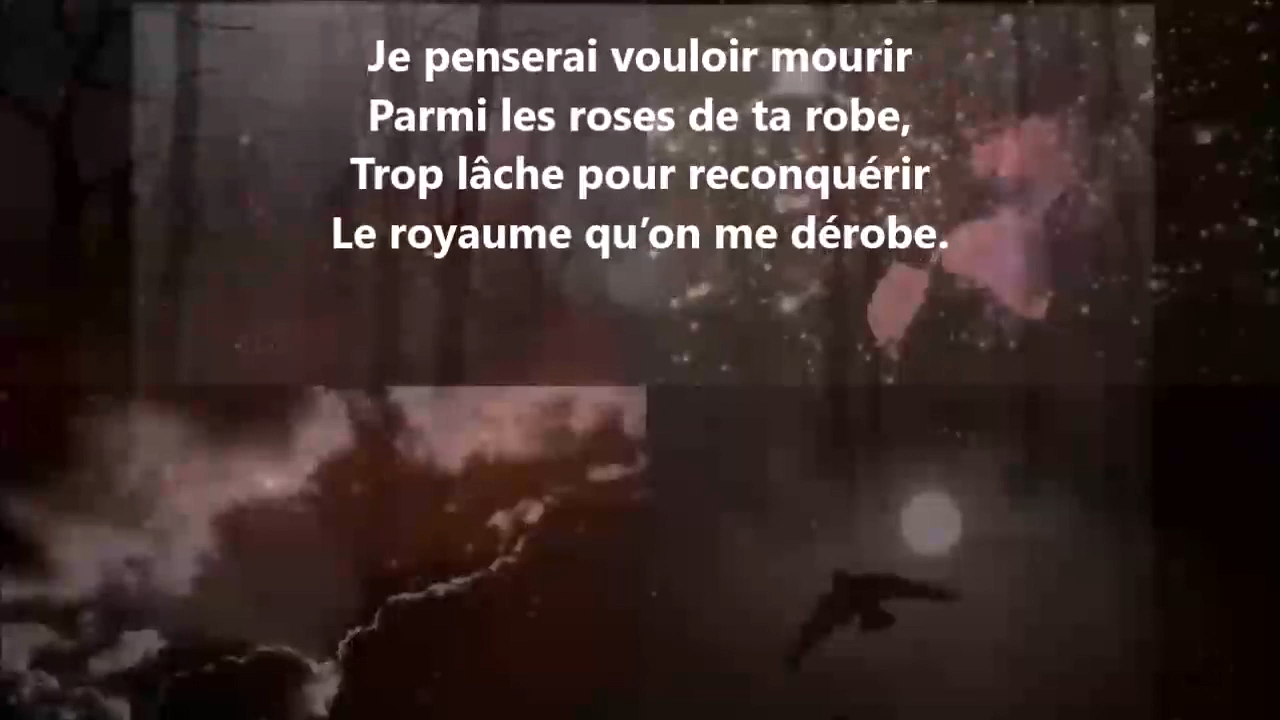 Je penserai vouloir mourir
Parmi les roses de ta robe,
Trop lâche pour reconquérir
Le royaume qu’on me dérobe.